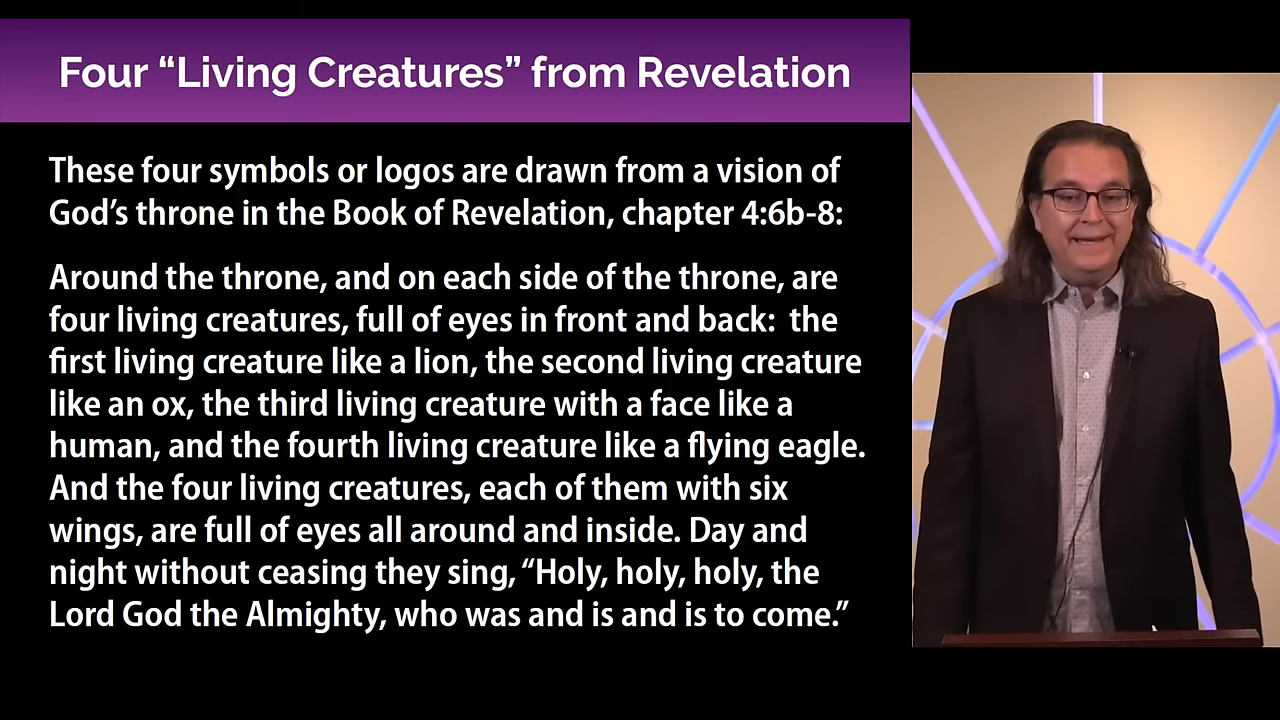 Four “Living Creatures” from Revelation
These four symbols or logos are drawn from a vision of
God’s throne in the Book of Revelation, chapter 4:6b-8:
Around the throne, and on each side of the throne, are
four living creatures, full of eyes in front and back:  the
first living creature like a lion, the second living creature
like an ox, the third living creature with a face like a
human, and the fourth living creature like a flying eagle.
And the four living creatures, each of them with six
wings, are full of eyes all around and inside. Day and
night without ceasing they sing, “Holy, holy, holy, the
Lord God the Almighty, who was and is and is to come.”